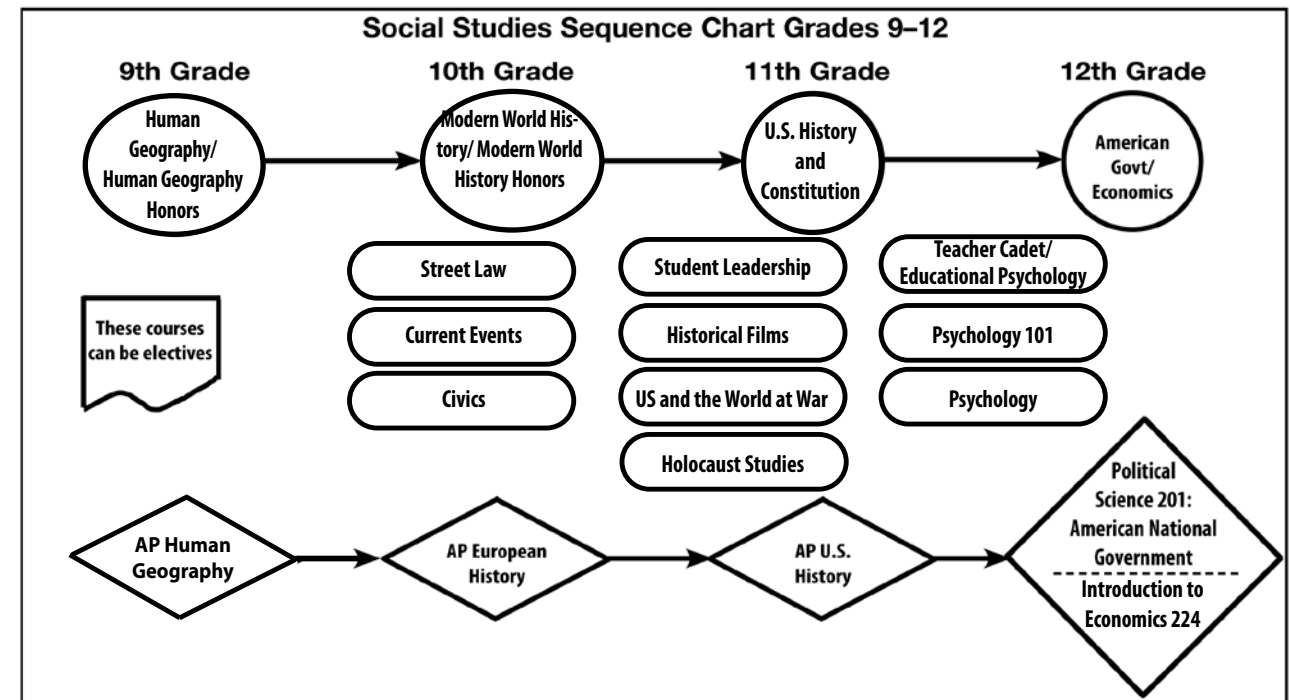 Social Studies Sequence Chart Grades 9–12
9th Grade
10th Grade
11th Grade
12th Grade
Human
Geography/
Human Geography
Honors
Modern World His-
tory/ Modern World
History Honors
U.S. History
and
Constitution
American
Govt/
Economics
Street Law
Current Events
Civics
Student Leadership
Historical Films
US and the World at War
Holocaust Studies
Teacher Cadet/
Educational Psychology
Psychology 101
Psychology
These courses
can be electives
AP Human
Geography
AP European
History
AP U.S.
History
Political
Science 201:
American National
Government
Introduction to
Economics 224